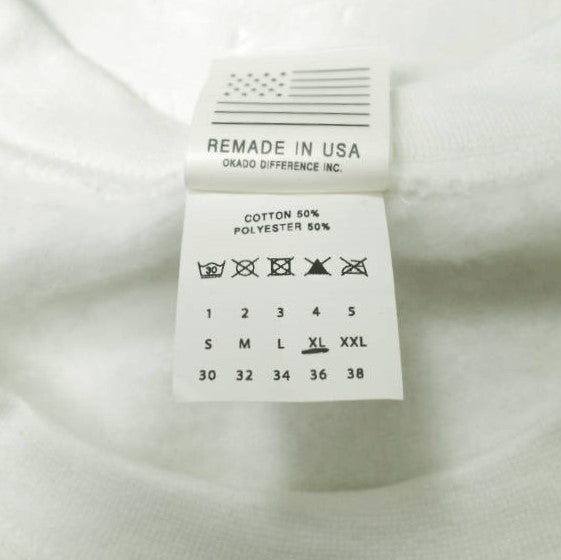 REMADE IN USA
OKADO DIFFERENCE INC.
COTTON 50%
POLYESTER 50%
30
1 2 3 4 5
S M L XL XXL
30 32 34 36 38